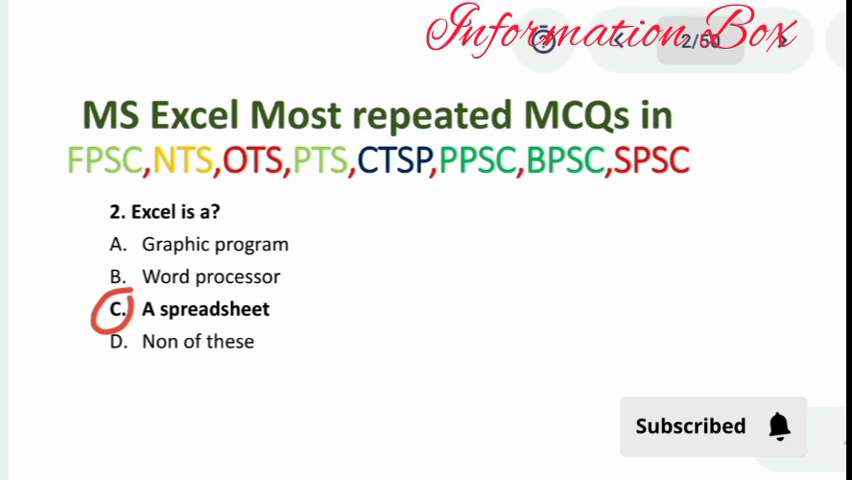 Information Box
2/50
MS Excel Most repeated MCQs in
FPSC,NTS,OTS,PTS,CTSP,PPSC,BPSC,SPSC
2. Excel is a?
A. Graphic program
B. Word processor
C. A spreadsheet
D. Non of these
Subscribed